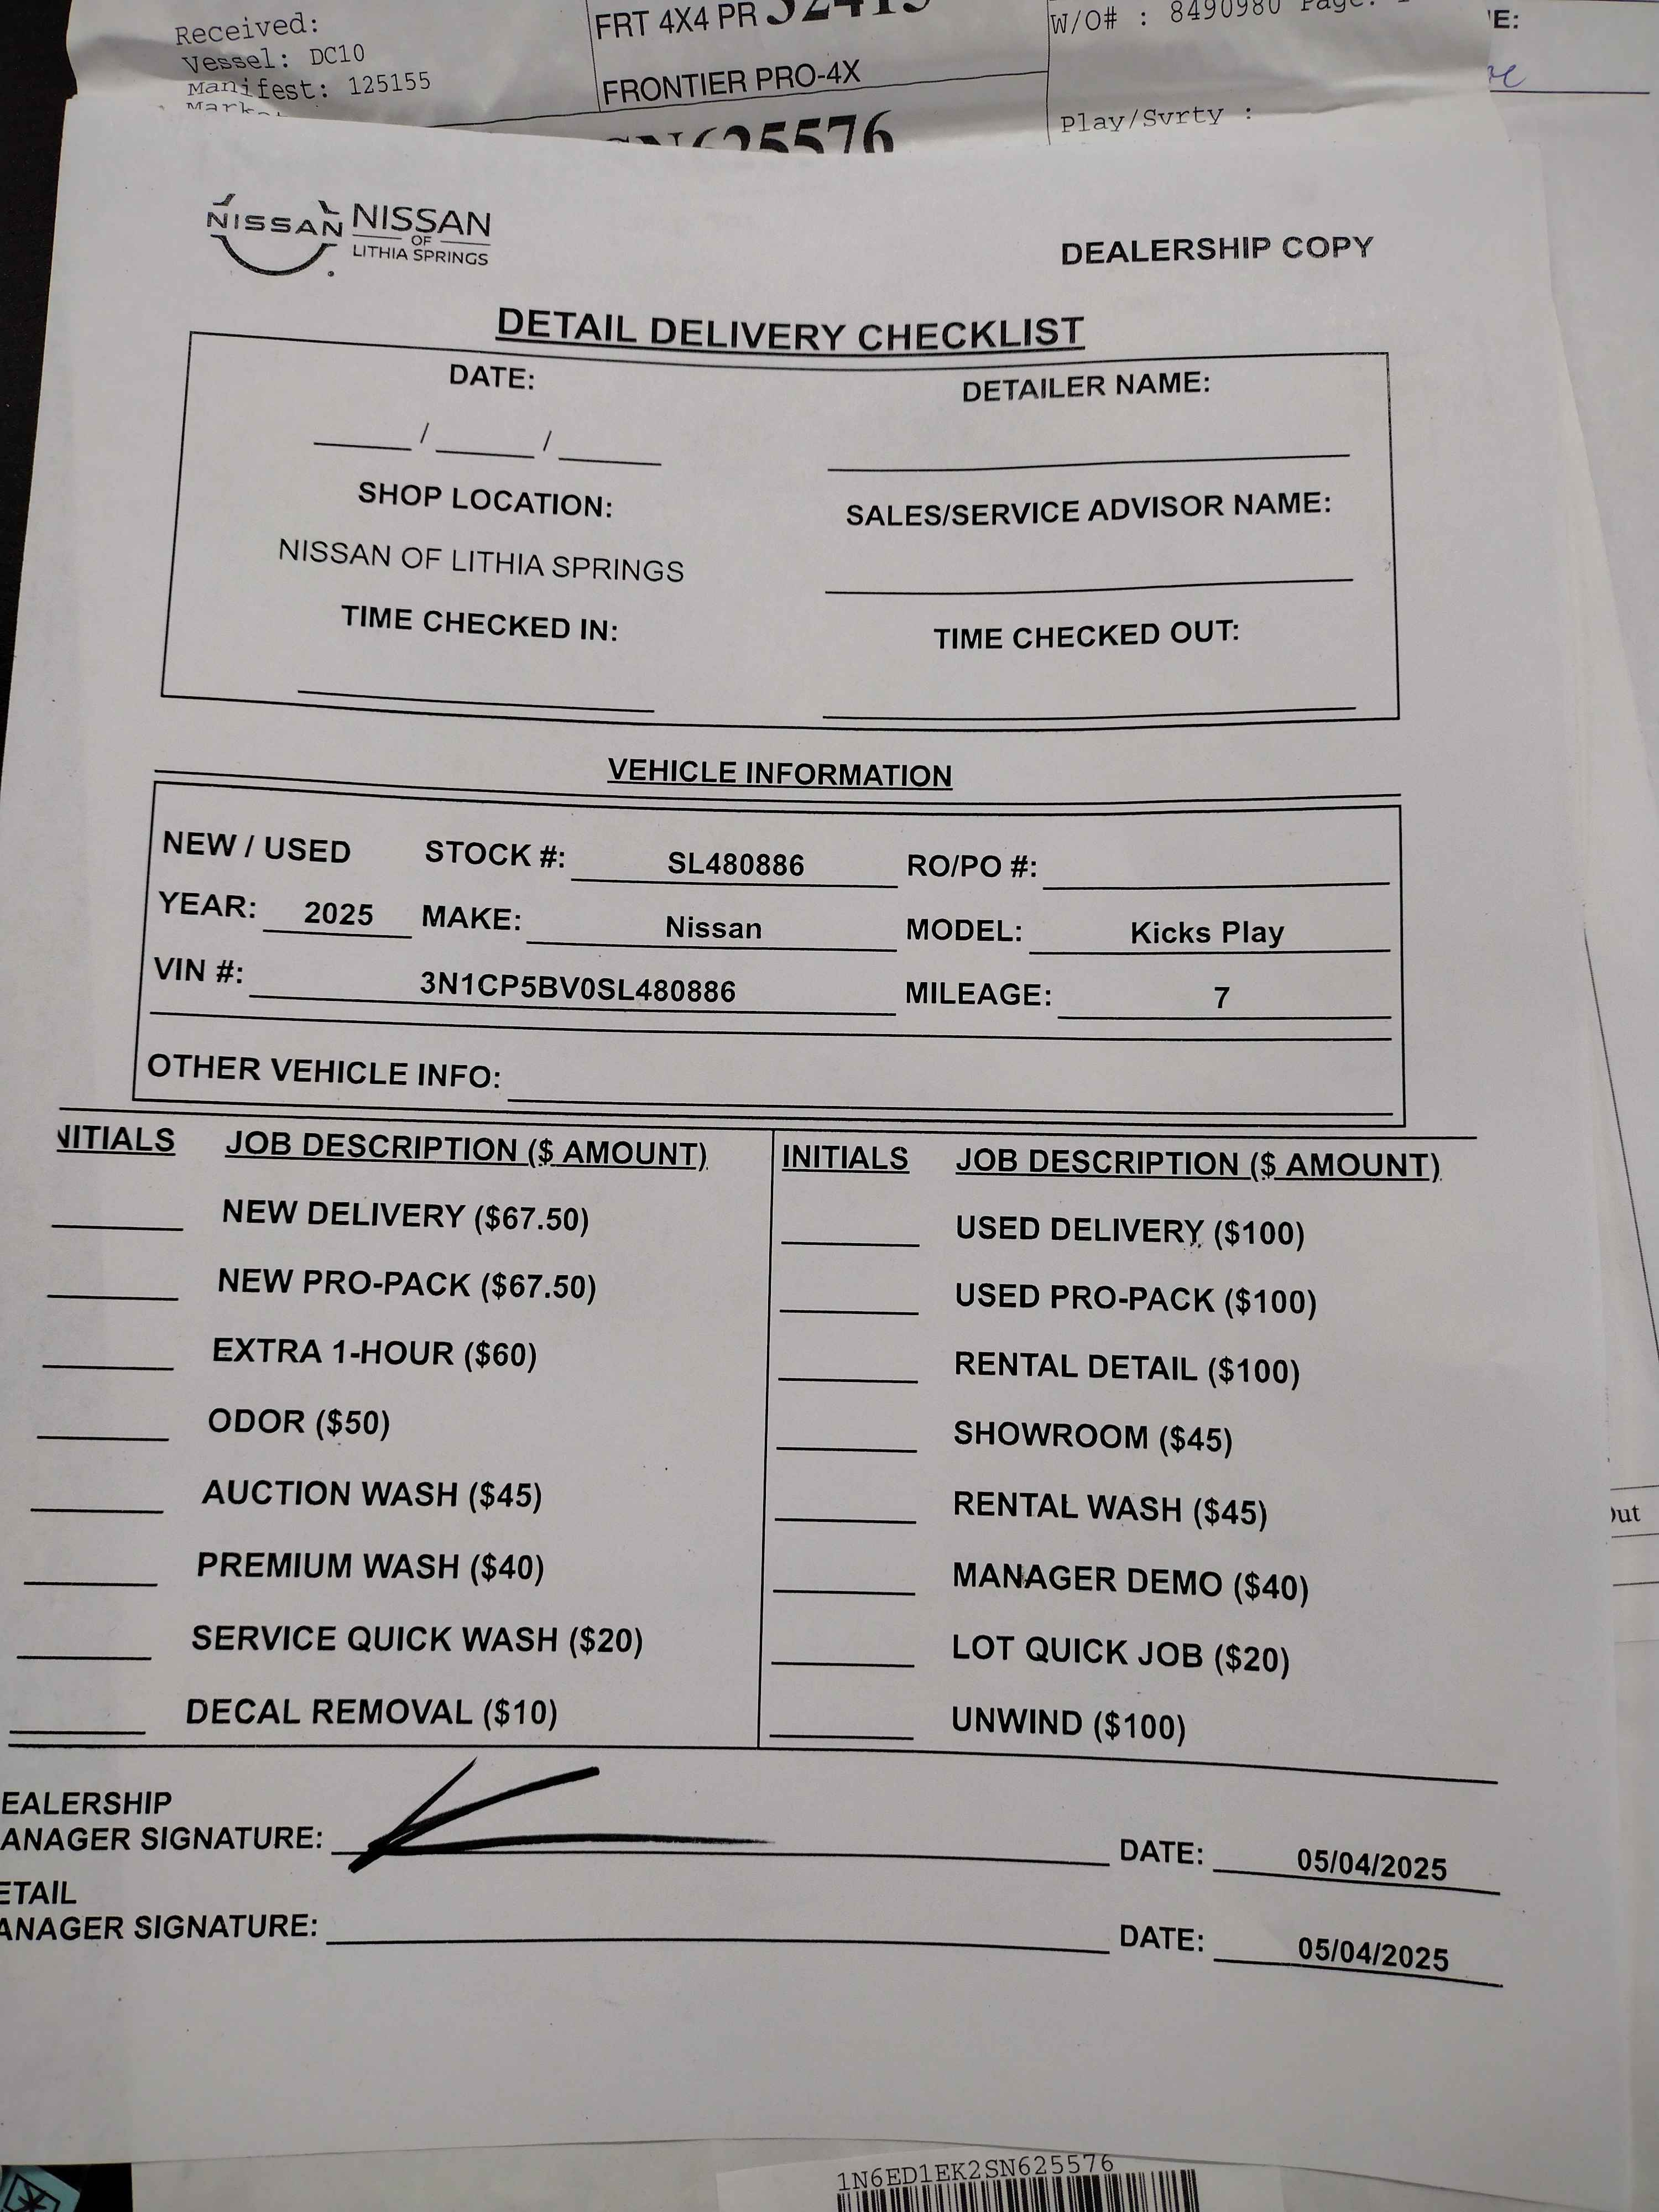 Received:
Vessel: DC10
Manifest: 125155
FRT 4X4 PR
FRONTIER PRO-4X
W/O# : 8490980 Page:
Play/Svrty :
E:
NISSAN
NISSAN
OF
LITHIA SPRINGS
DEALERSHIP COPY
DETAIL DELIVERY CHECKLIST
DATE: DETAILER NAME:
/ /
SHOP LOCATION: SALES/SERVICE ADVISOR NAME:
NISSAN OF LITHIA SPRINGS
TIME CHECKED IN: TIME CHECKED OUT:
VEHICLE INFORMATION
NEW / USED STOCK #: SL480886 RO/PO #:
YEAR: 2025 MAKE: Nissan MODEL: Kicks Play
VIN #: 3N1CP5BV0SL480886 MILEAGE: 7
OTHER VEHICLE INFO:
NITIALS JOB DESCRIPTION ($ AMOUNT) INITIALS JOB DESCRIPTION ($ AMOUNT)
NEW DELIVERY ($67.50) USED DELIVERY ($100)
NEW PRO-PACK ($67.50) USED PRO-PACK ($100)
EXTRA 1-HOUR ($60) RENTAL DETAIL ($100)
ODOR ($50) SHOWROOM ($45)
AUCTION WASH ($45) RENTAL WASH ($45)
PREMIUM WASH ($40) MANAGER DEMO ($40)
SERVICE QUICK WASH ($20) LOT QUICK JOB ($20)
DECAL REMOVAL ($10) UNWIND ($100)
EALERSHIP
ANAGER SIGNATURE: DATE: 05/04/2025
ETAIL
ANAGER SIGNATURE: DATE: 05/04/2025
1N6ED1EK2SN625576